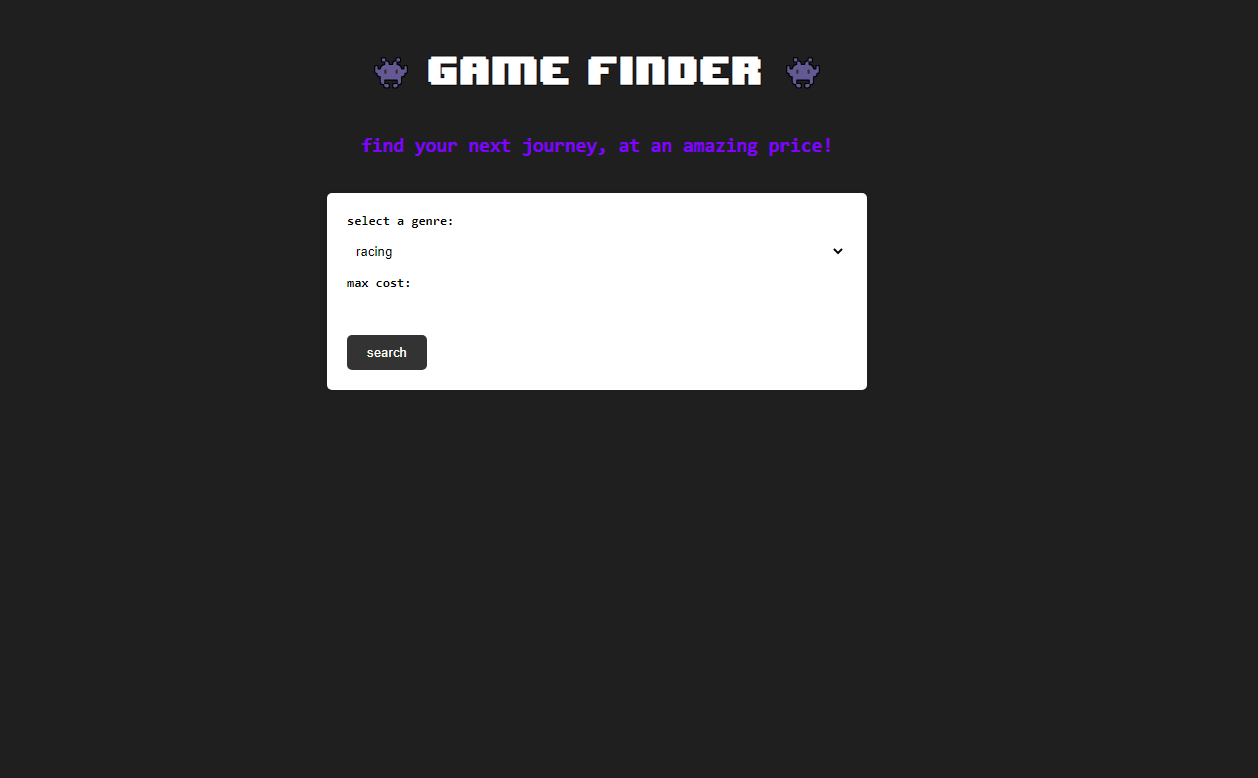 GAME FINDER
find your next journey, at an amazing price!
select a genre:
racing
max cost:
search